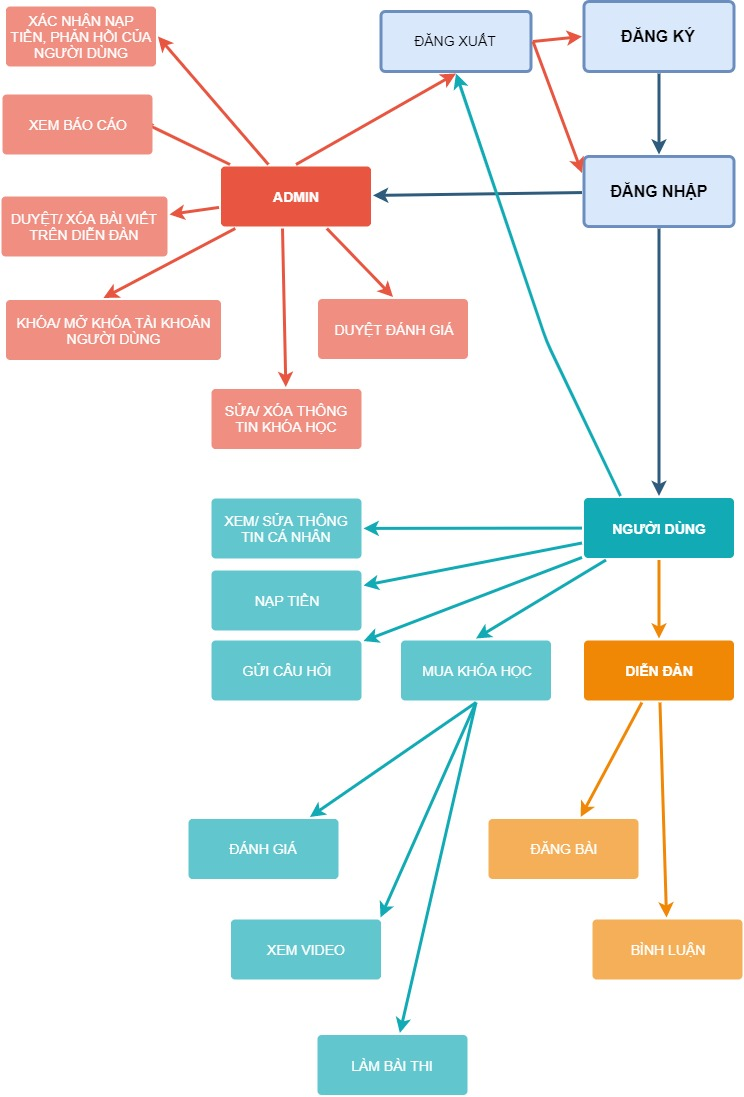 XÁC NHẬN NẠP
TIỀN, PHẢN HỒI CỦA
NGƯỜI DÙNG
ĐĂNG XUẤT
ĐĂNG KÝ
XEM BÁO CÁO
ADMIN
ĐĂNG NHẬP
DUYỆT/ XÓA BÀI VIẾT
TRÊN DIỄN ĐÀN
KHÓA/ MỞ KHÓA TÀI KHOẢN
NGƯỜI DÙNG
DUYỆT ĐÁNH GIÁ
SỬA/ XÓA THÔNG
TIN KHÓA HỌC
XEM/ SỬA THÔNG
TIN CÁ NHÂN
NGƯỜI DÙNG
NẠP TIỀN
GỬI CÂU HỎI
MUA KHÓA HỌC
DIỄN ĐÀN
ĐÁNH GIÁ
ĐĂNG BÀI
XEM VIDEO
BÌNH LUẬN
LÀM BÀI THI